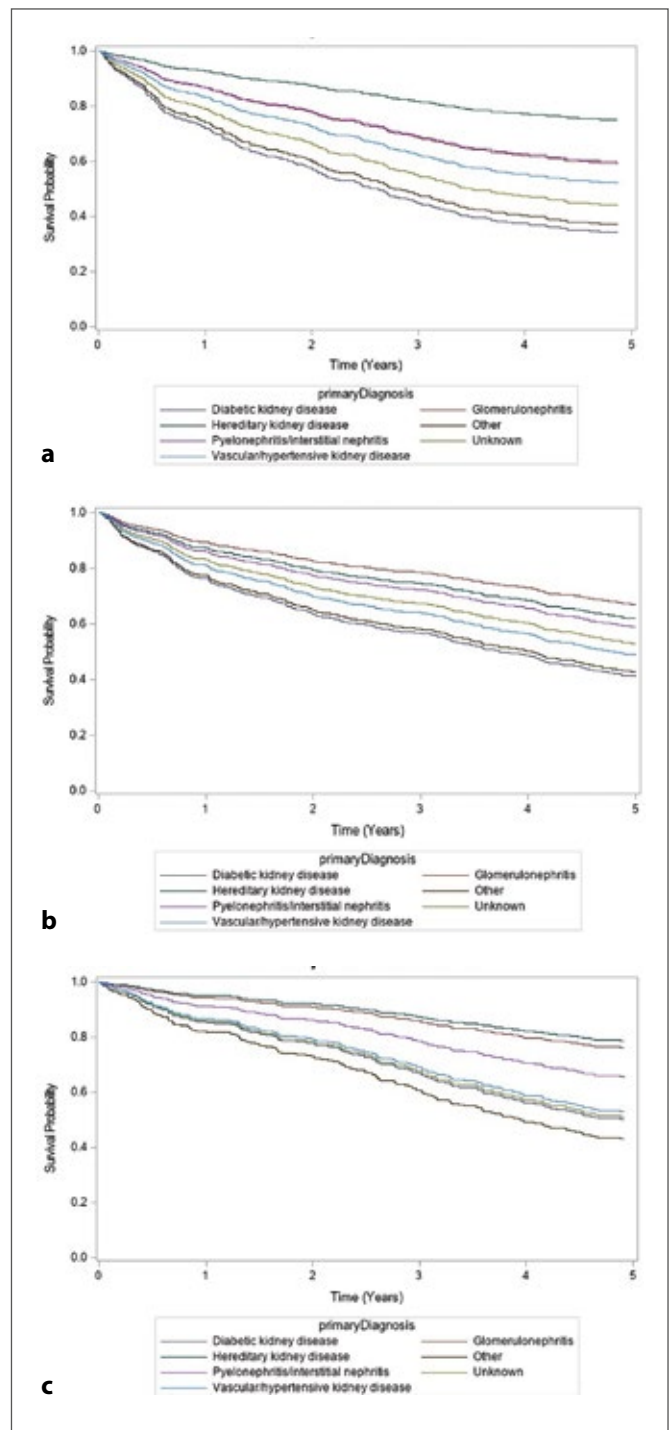 1.0
0.8
0.6
0.4
0.2
0.0
Survival Probability
0 1 2 3 4 5
Time (Years)
primaryDiagnosis
Diabetic kidney disease Glomerulonephritis
Hereditary kidney disease Other
Pyelonephritis/interstitial nephritis Unknown
Vascular/hypertensive kidney disease
a
1.0
0.8
0.6
0.4
0.2
0.0
Survival Probability
0 1 2 3 4 5
Time (Years)
primaryDiagnosis
Diabetic kidney disease Glomerulonephritis
Hereditary kidney disease Other
Pyelonephritis/interstitial nephritis Unknown
Vascular/hypertensive kidney disease
b
1.0
0.8
0.6
0.4
0.2
0.0
Survival Probability
0 1 2 3 4 5
Time (Years)
primaryDiagnosis
Diabetic kidney disease Glomerulonephritis
Hereditary kidney disease Other
Pyelonephritis/interstitial nephritis Unknown
Vascular/hypertensive kidney disease
c